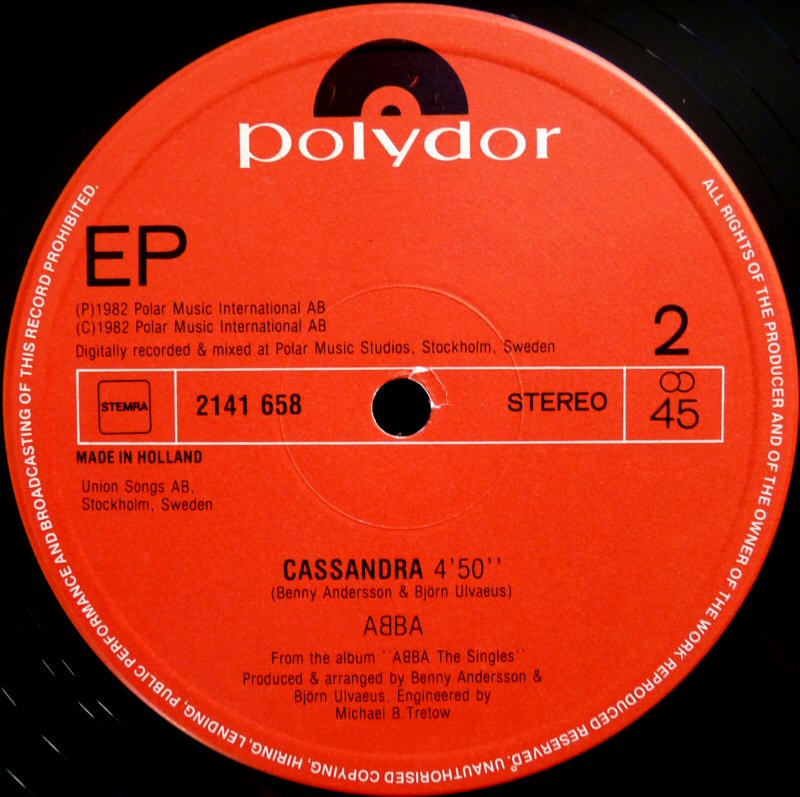 polydor
EP
(P)1982 Polar Music International AB
(C)1982 Polar Music International AB
Digitally recorded & mixed at Polar Music Studios, Stockholm, Sweden
2
STEMRA
2141 658
STEREO
45
MADE IN HOLLAND
Union Songs AB,
Stockholm, Sweden
CASSANDRA 4'50''
(Benny Andersson & Björn Ulvaeus)
ABBA
From the album ''ABBA The Singles''
Produced & arranged by Benny Andersson &
Björn Ulvaeus. Engineered by
Michael B.Tretow
ALL RIGHTS OF THE PRODUCER AND OF THE OWNER OF THE WORK REPRODUCED RESERVED. UNAUTHORISED COPYING, HIRING, LENDING, PUBLIC PERFORMANCE AND BROADCASTING OF THIS RECORD PROHIBITED.